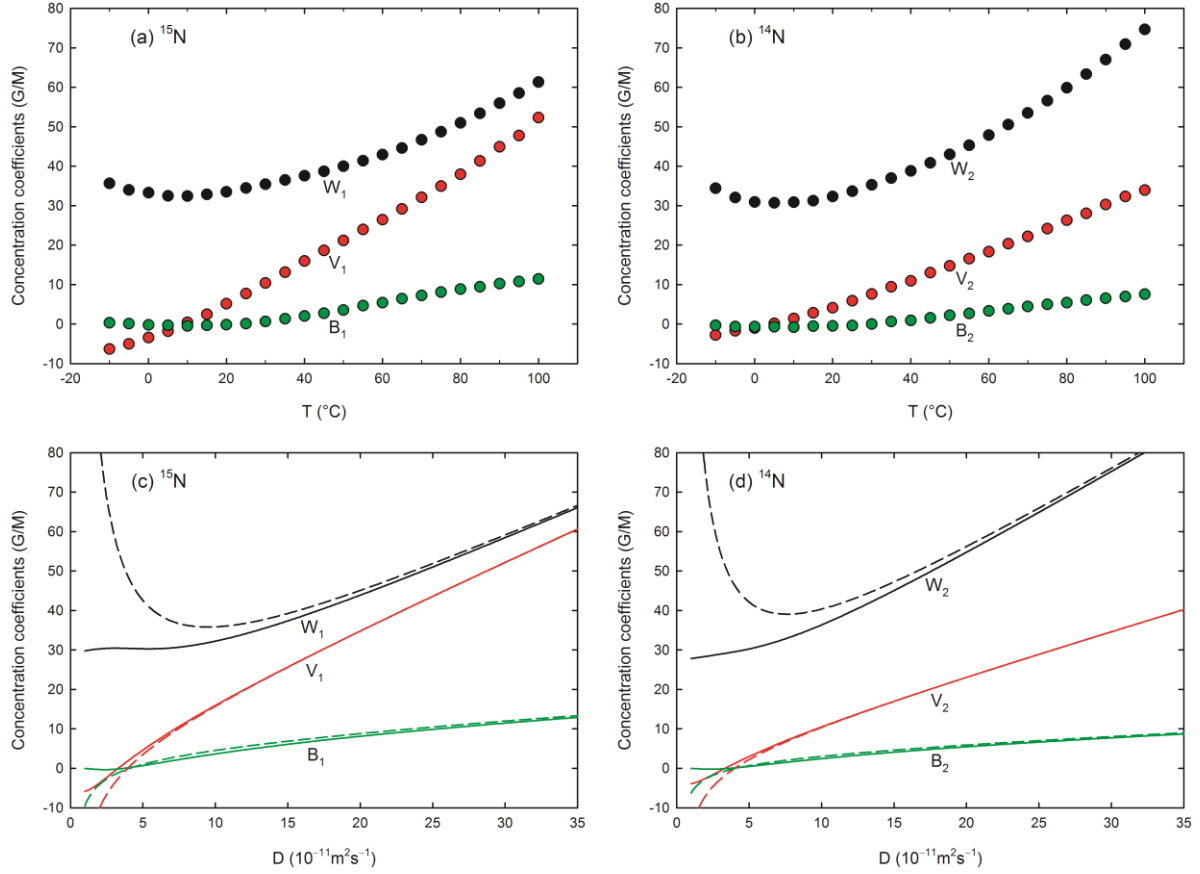 (a) ¹⁵N
Concentration coefficients (G/M)
80
70
60
50
40
30
20
10
0
-10
W₁
V₁
B₁
-20 0 20 40 60 80 100
T (°C)
(b) ¹⁴N
Concentration coefficients (G/M)
80
70
60
50
40
30
20
10
0
-10
W₂
V₂
B₂
-20 0 20 40 60 80 100
T (°C)
(c) ¹⁵N
Concentration coefficients (G/M)
80
70
60
50
40
30
20
10
0
-10
W₁
V₁
B₁
0 5 10 15 20 25 30 35
D (10⁻¹¹m²s⁻¹)
(d) ¹⁴N
Concentration coefficients (G/M)
80
70
60
50
40
30
20
10
0
-10
W₂
V₂
B₂
0 5 10 15 20 25 30 35
D (10⁻¹¹m²s⁻¹)